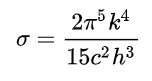 σ = 2π⁵k⁴ / 15c²h³